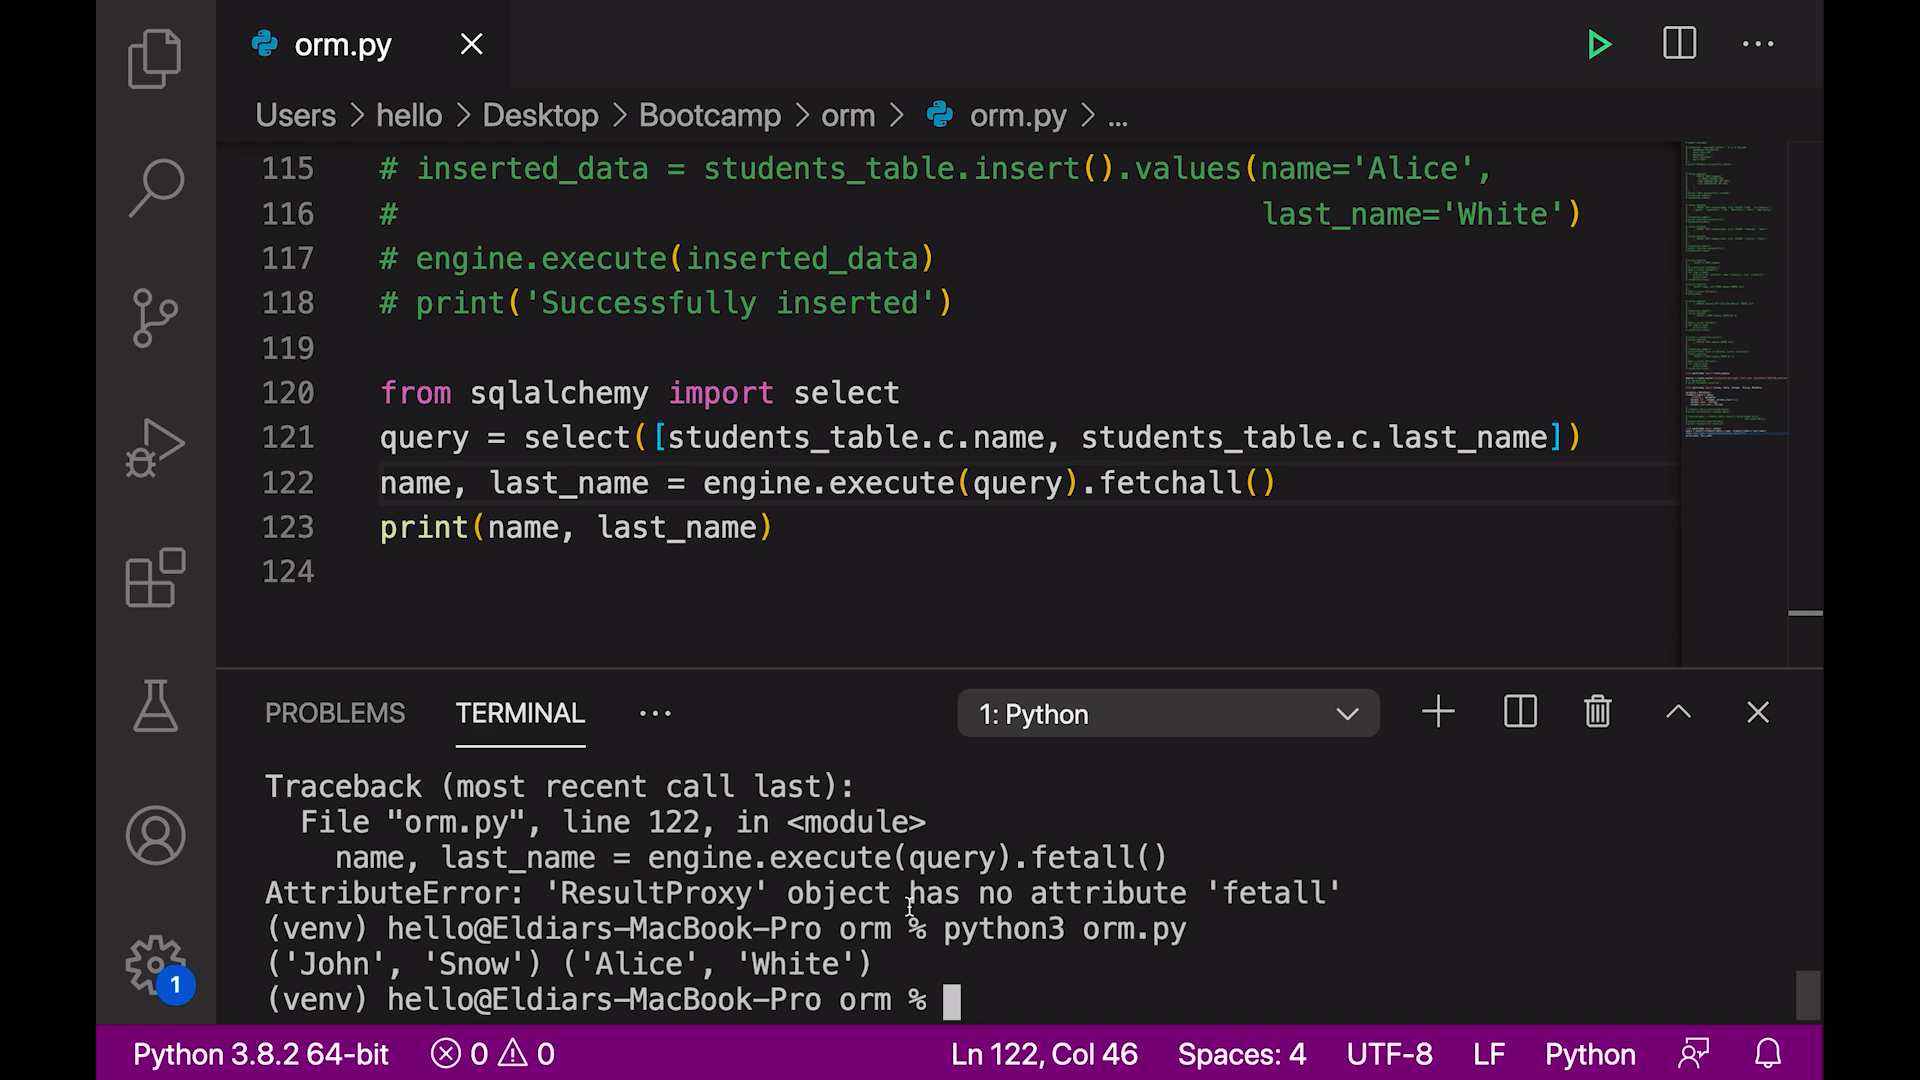 orm.py
Users > hello > Desktop > Bootcamp > orm > orm.py > ...
115 # inserted_data = students_table.insert().values(name='Alice',
116 # last_name='White')
117 # engine.execute(inserted_data)
118 # print('Successfully inserted')
119
120 from sqlalchemy import select
121 query = select([students_table.c.name, students_table.c.last_name])
122 name, last_name = engine.execute(query).fetchall()
123 print(name, last_name)
124
PROBLEMS TERMINAL ... 1: Python
Traceback (most recent call last):
File "orm.py", line 122, in <module>
name, last_name = engine.execute(query).fetall()
AttributeError: 'ResultProxy' object has no attribute 'fetall'
(venv) hello@Eldiars-MacBook-Pro orm % python3 orm.py
('John', 'Snow') ('Alice', 'White')
(venv) hello@Eldiars-MacBook-Pro orm %
1
Python 3.8.2 64-bit 0 0 Ln 122, Col 46 Spaces: 4 UTF-8 LF Python